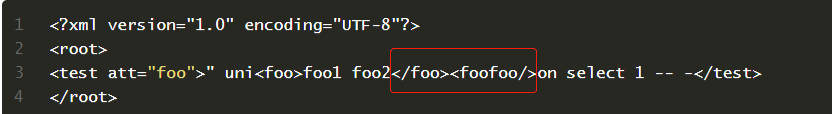 1 <?xml version="1.0" encoding="UTF-8"?>
2 <root>
3 <test att="foo">" uni<foo>foo1 foo2</foo><foofoo/>on select 1 -- -</test>
4 </root>